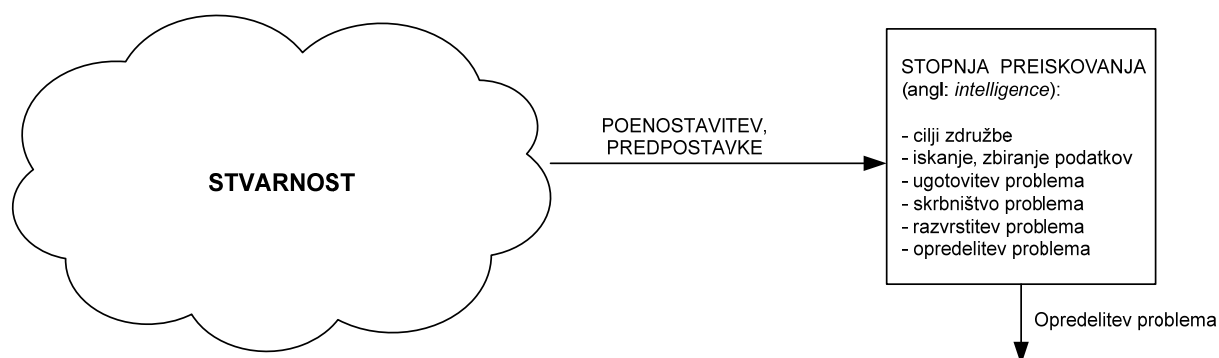 STVARNOST
POENOSTAVITEV,
PREDPOSTAVKE
STOPNJA PREISKOVANJA
(angl: intelligence):
- cilji združbe
- iskanje, zbiranje podatkov
- ugotovitev problema
- skrbništvo problema
- razvrstitev problema
- opredelitev problema
Opredelitev problema